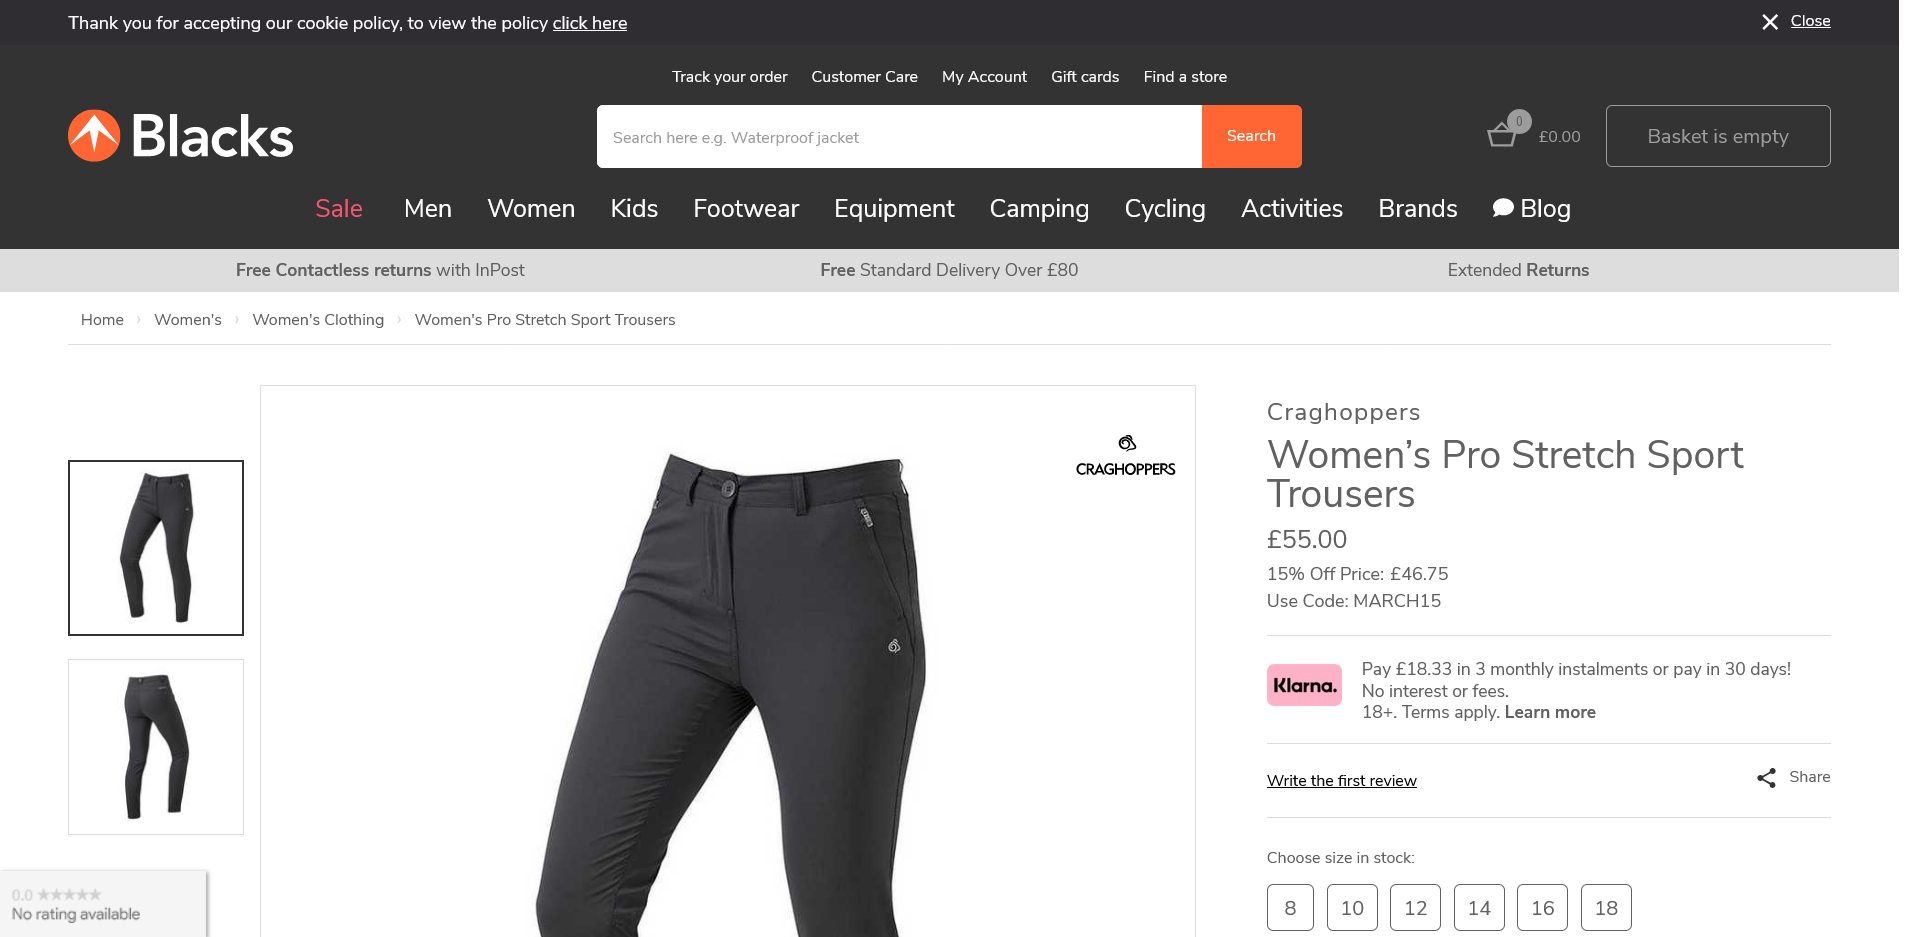 Thank you for accepting our cookie policy, to view the policy click here
Close
Track your order
Customer Care
My Account
Gift cards
Find a store
Blacks
Search here e.g. Waterproof jacket
Search
0
£0.00
Basket is empty
Sale
Men
Women
Kids
Footwear
Equipment
Camping
Cycling
Activities
Brands
Blog
Free Contactless returns with InPost
Free Standard Delivery Over £80
Extended Returns
Home › Women's › Women's Clothing › Women's Pro Stretch Sport Trousers
CRAGHOPPERS
Craghoppers
Women’s Pro Stretch Sport
Trousers
£55.00
15% Off Price: £46.75
Use Code: MARCH15
Klarna.
Pay £18.33 in 3 monthly instalments or pay in 30 days!
No interest or fees.
18+. Terms apply. Learn more
Write the first review
Share
Choose size in stock:
8
10
12
14
16
18
0.0
No rating available